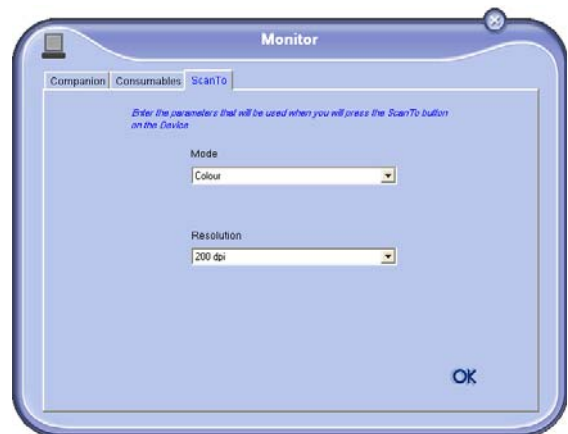 Monitor
Companion Consumables ScanTo
Enter the parameters that will be used when you will press the ScanTo button
on the Device
Mode
Colour
Resolution
200 dpi
OK